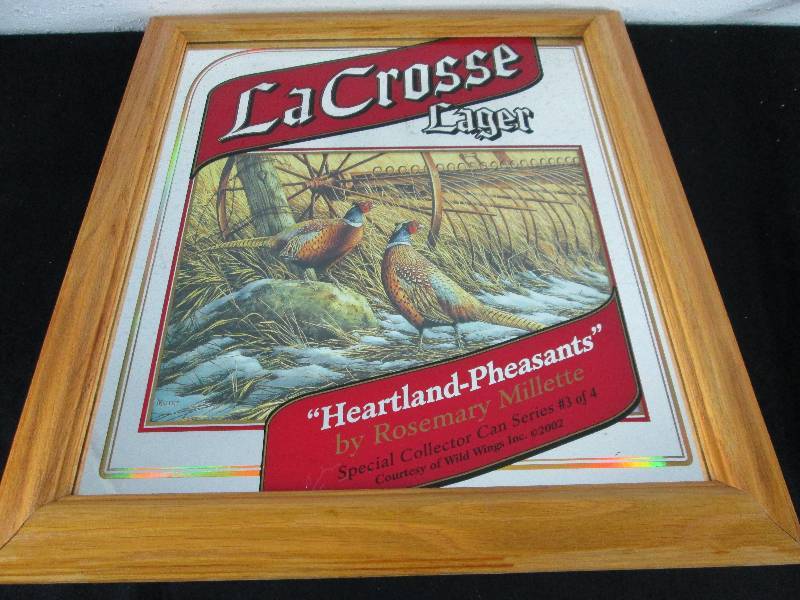 LaCrosse
Lager
"Heartland-Pheasants"
by Rosemary Millette
Special Collector Can Series #3 of 4
Courtesy of Wild Wings, Inc. ©2002